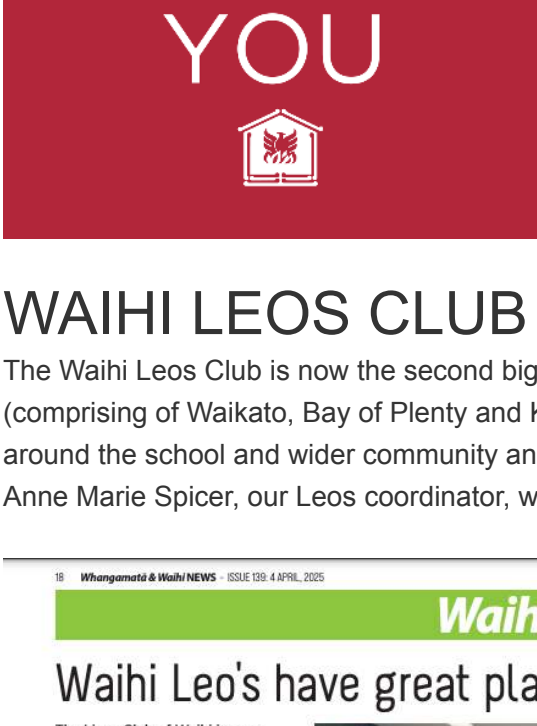 YOU
WAIHI LEOS CLUB
The Waihi Leos Club is now the second big
(comprising of Waikato, Bay of Plenty and K
around the school and wider community an
Anne Marie Spicer, our Leos coordinator, w
18 Whangamatā & Waihi NEWS - ISSUE 139: 4 APRIL, 2025
Waih
Waihi Leo's have great pla